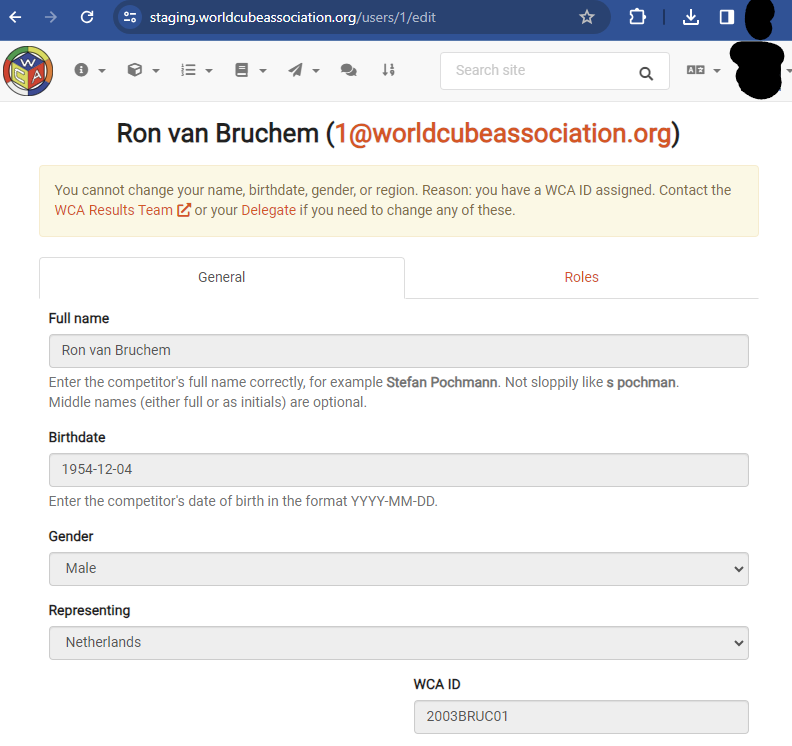 staging.worldcubeassociation.org/users/1/edit
WCA
Search site
Ron van Bruchem (1@worldcubeassociation.org)
You cannot change your name, birthdate, gender, or region. Reason: you have a WCA ID assigned. Contact the
WCA Results Team or your Delegate if you need to change any of these.
General
Roles
Full name
Ron van Bruchem
Enter the competitor's full name correctly, for example Stefan Pochmann. Not sloppily like s pochman.
Middle names (either full or as initials) are optional.
Birthdate
1954-12-04
Enter the competitor's date of birth in the format YYYY-MM-DD.
Gender
Male
Representing
Netherlands
WCA ID
2003BRUC01